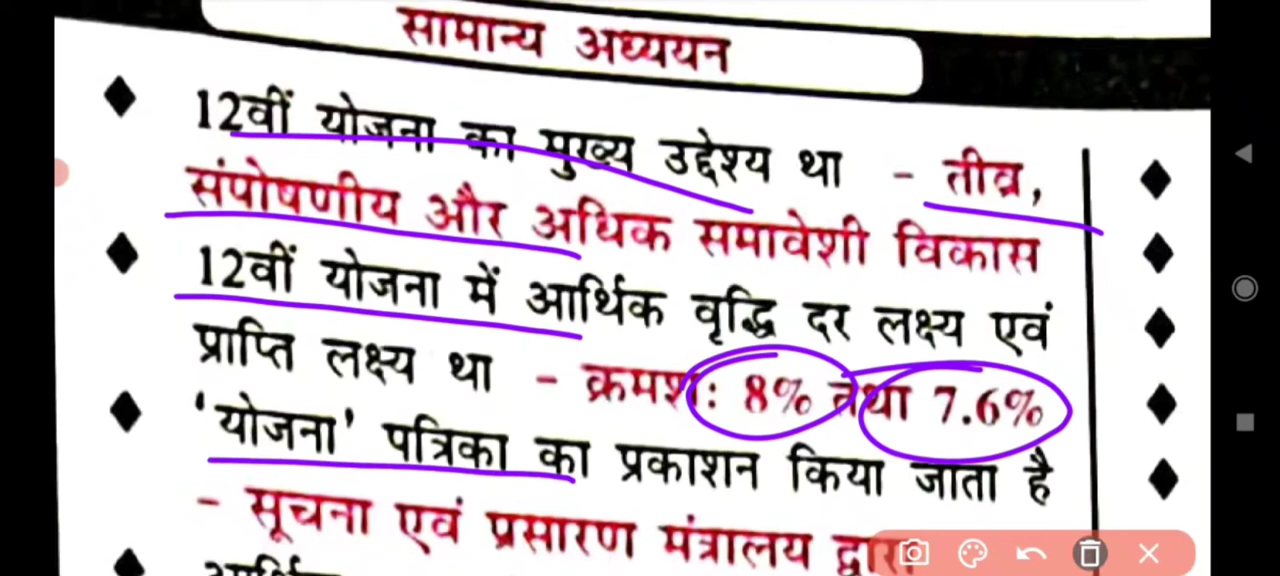 सामान्य अध्ययन
12वीं योजना का मुख्य उद्देश्य था - तीव्र,
संपोषणीय और अधिक समावेशी विकास
12वीं योजना में आर्थिक वृद्धि दर लक्ष्य एवं
प्राप्ति लक्ष्य था - क्रमशः 8% तथा 7.6%
'योजना' पत्रिका का प्रकाशन किया जाता है
- सूचना एवं प्रसारण मंत्रालय द्वारा